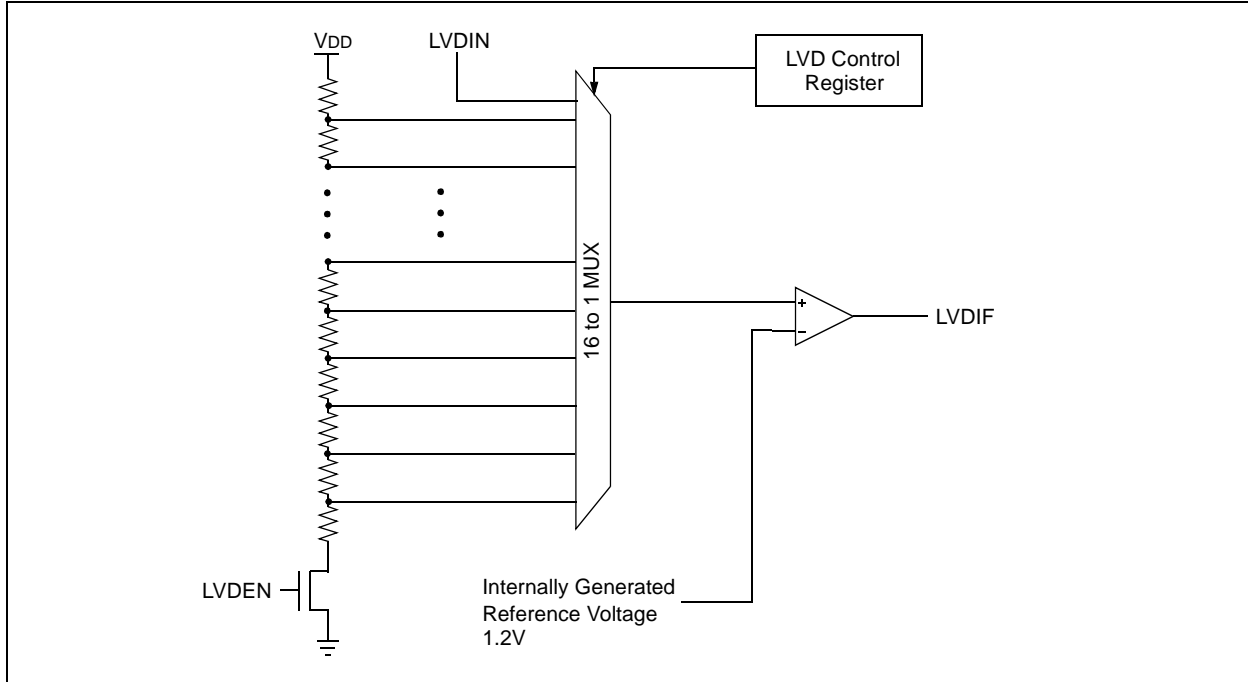 VDD
LVDIN
LVD Control
Register
16 to 1 MUX
+
−
LVDIF
LVDEN
Internally Generated
Reference Voltage
1.2V